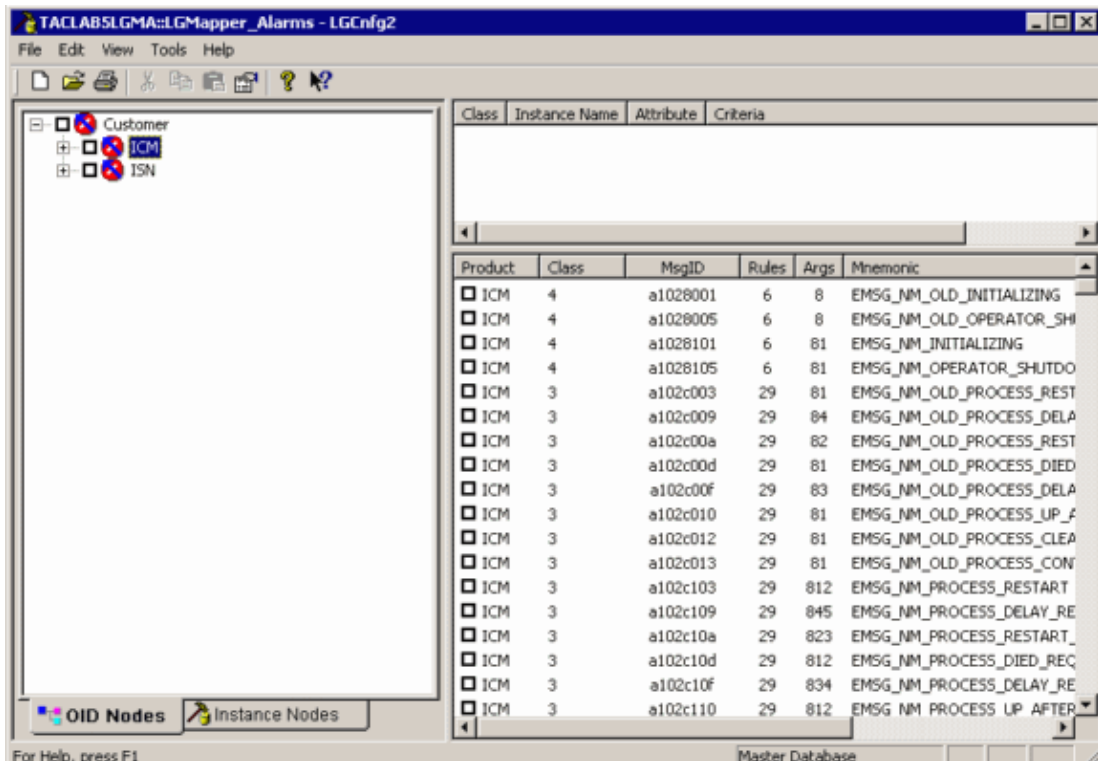 TACLAB5LGMA::LGMapper_Alarms - LGCnfg2
File Edit View Tools Help
Customer
ICM
ISN
Class Instance Name Attribute Criteria
Product Class MsgID Rules Args Mnemonic
ICM 4 a1028001 6 8 EMSG_NM_OLD_INITIALIZING
ICM 4 a1028005 6 8 EMSG_NM_OLD_OPERATOR_SHU
ICM 4 a1028101 6 81 EMSG_NM_INITIALIZING
ICM 4 a1028105 6 81 EMSG_NM_OPERATOR_SHUTDO
ICM 3 a102c003 29 81 EMSG_NM_OLD_PROCESS_REST
ICM 3 a102c009 29 84 EMSG_NM_OLD_PROCESS_DELA
ICM 3 a102c00a 29 82 EMSG_NM_OLD_PROCESS_REST
ICM 3 a102c00d 29 81 EMSG_NM_OLD_PROCESS_DIED
ICM 3 a102c00f 29 83 EMSG_NM_OLD_PROCESS_DELA
ICM 3 a102c010 29 81 EMSG_NM_OLD_PROCESS_UP_A
ICM 3 a102c012 29 81 EMSG_NM_OLD_PROCESS_CLEA
ICM 3 a102c013 29 81 EMSG_NM_OLD_PROCESS_CON
ICM 3 a102c103 29 812 EMSG_NM_PROCESS_RESTART
ICM 3 a102c109 29 845 EMSG_NM_PROCESS_DELAY_RE
ICM 3 a102c10a 29 823 EMSG_NM_PROCESS_RESTART_
ICM 3 a102c10d 29 812 EMSG_NM_PROCESS_DIED_REQ
ICM 3 a102c10f 29 834 EMSG_NM_PROCESS_DELAY_RE
ICM 3 a102c110 29 812 EMSG_NM_PROCESS_UP_AFTER
OID Nodes Instance Nodes
For Help, press F1 Master Database